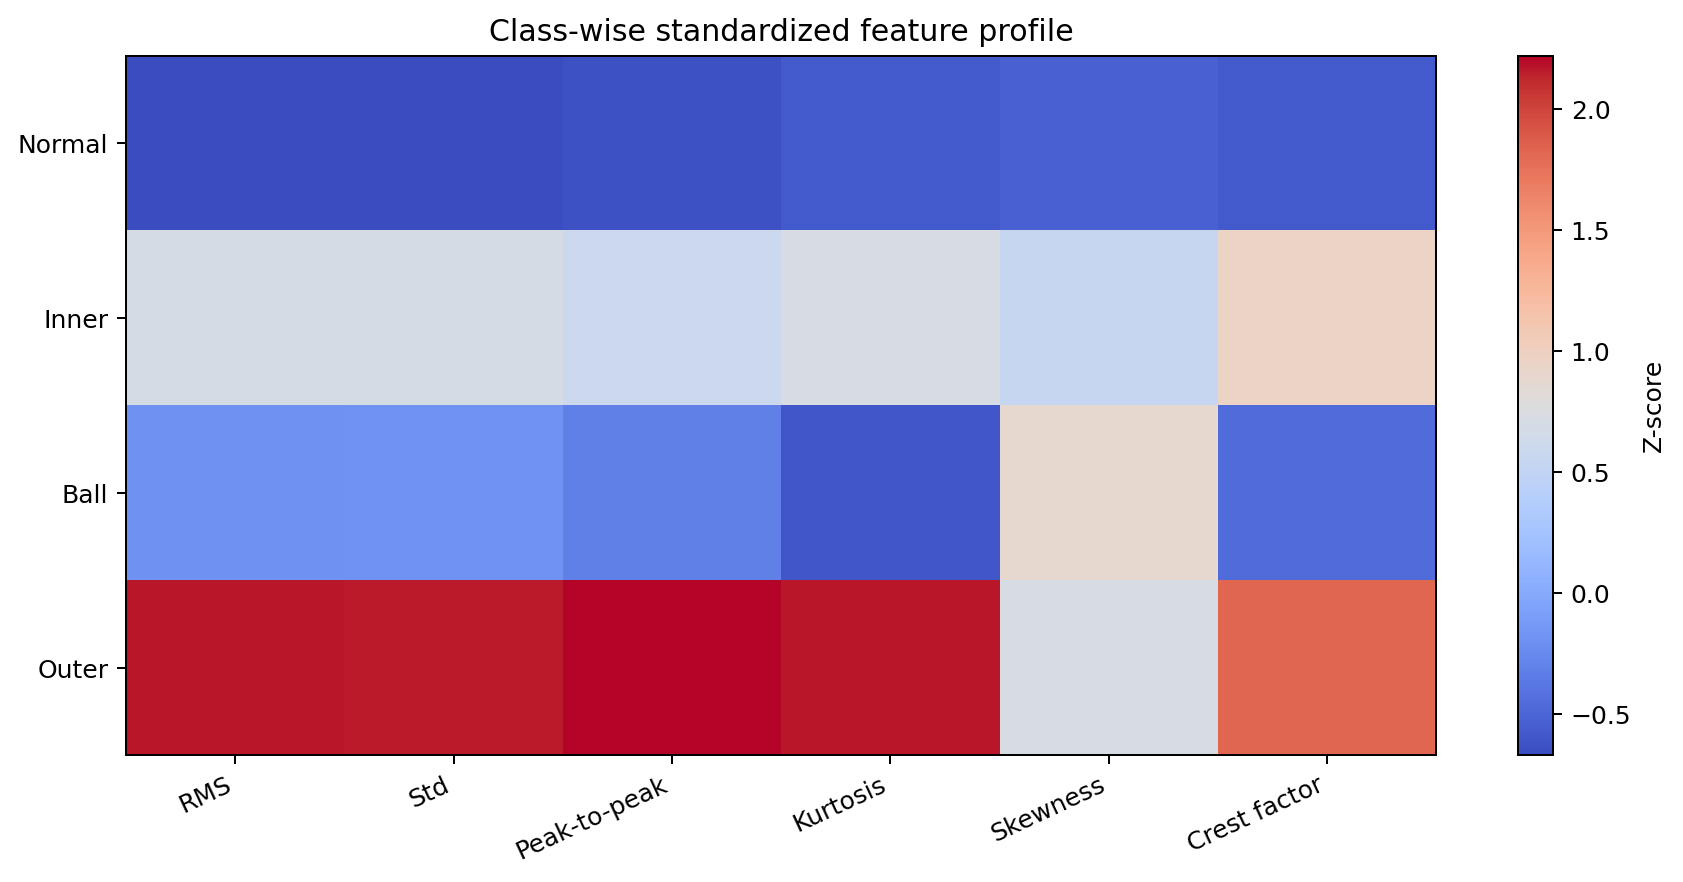 Class-wise standardized feature profile
Normal
Inner
Ball
Outer
RMS
Std
Peak-to-peak
Kurtosis
Skewness
Crest factor
2.0
1.5
1.0
0.5
0.0
−0.5
Z-score